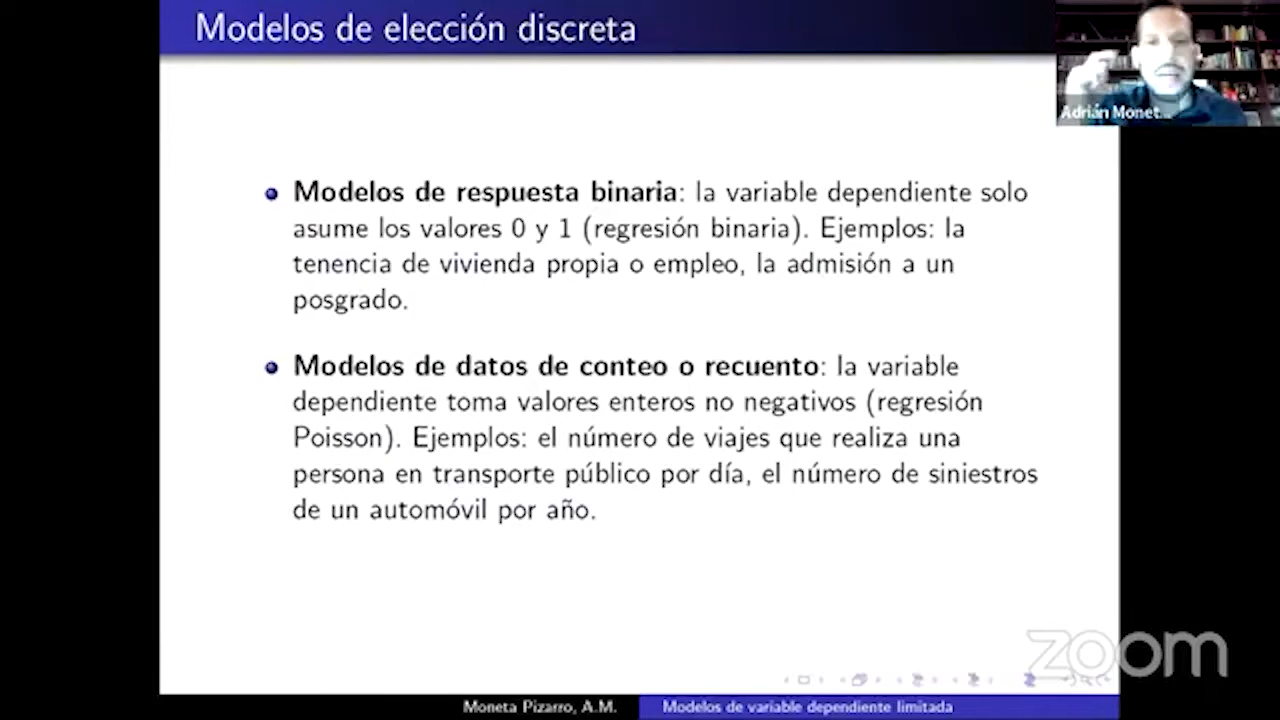 Modelos de elección discreta
Adrián Monet...
Modelos de respuesta binaria: la variable dependiente solo
asume los valores 0 y 1 (regresión binaria). Ejemplos: la
tenencia de vivienda propia o empleo, la admisión a un
posgrado.
Modelos de datos de conteo o recuento: la variable
dependiente toma valores enteros no negativos (regresión
Poisson). Ejemplos: el número de viajes que realiza una
persona en transporte público por día, el número de siniestros
de un automóvil por año.
zoom
Moneta Pizarro, A.M.
Modelos de variable dependiente limitada